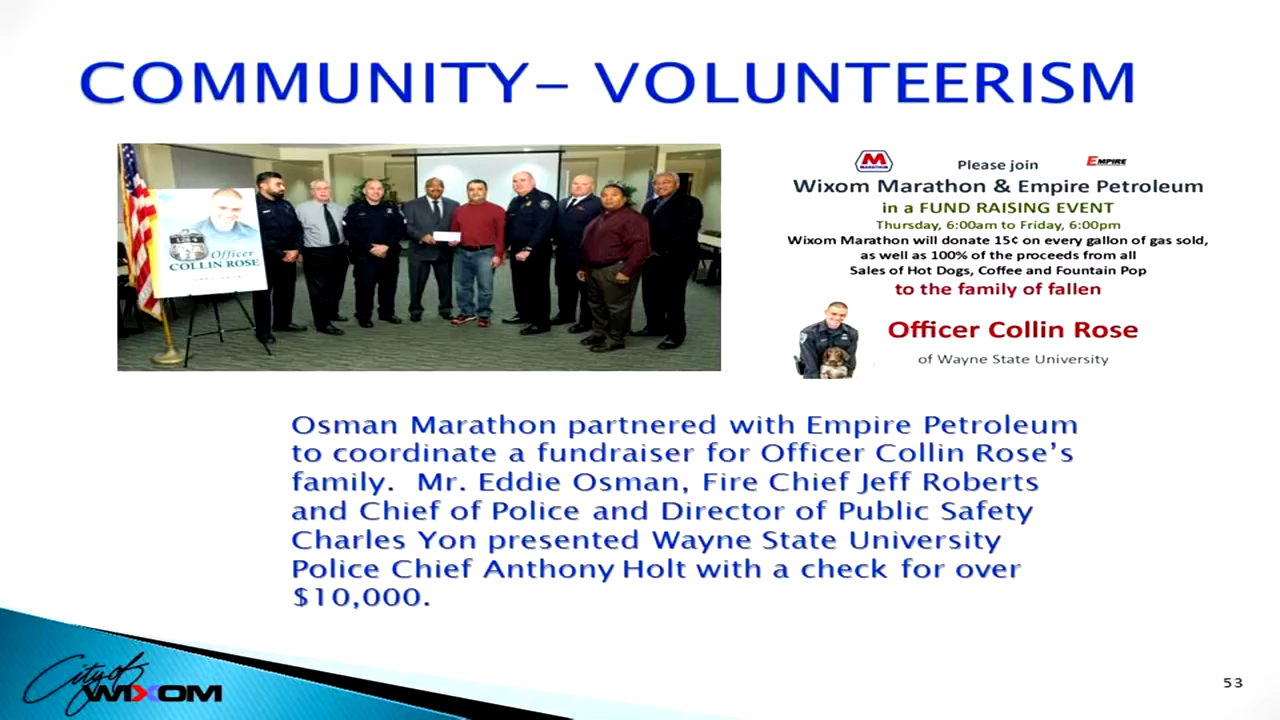 COMMUNITY– VOLUNTEERISM
Officer
COLLIN ROSE
MARATHON
EMPIRE
Please join
Wixom Marathon & Empire Petroleum
in a FUND RAISING EVENT
Thursday, 6:00am to Friday, 6:00pm
Wixom Marathon will donate 15¢ on every gallon of gas sold,
as well as 100% of the proceeds from all
Sales of Hot Dogs, Coffee and Fountain Pop
to the family of fallen
Officer Collin Rose
of Wayne State University
Osman Marathon partnered with Empire Petroleum
to coordinate a fundraiser for Officer Collin Rose’s
family.  Mr. Eddie Osman, Fire Chief Jeff Roberts
and Chief of Police and Director of Public Safety
Charles Yon presented Wayne State University
Police Chief Anthony Holt with a check for over
$10,000.
City of
WIXOM
53